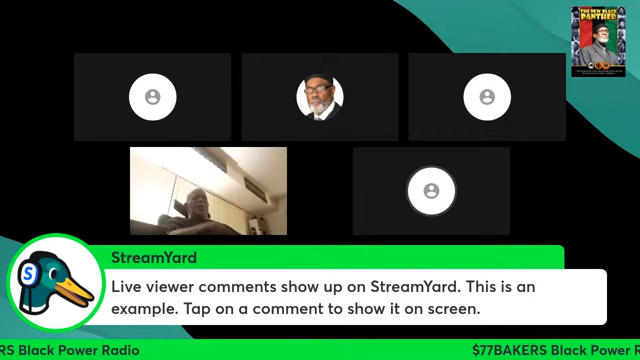 THE NEW BLACK
PANTHER
StreamYard
Live viewer comments show up on StreamYard. This is an
example. Tap on a comment to show it on screen.
S
RS Black Power Radio
$77BAKERS Black Power R